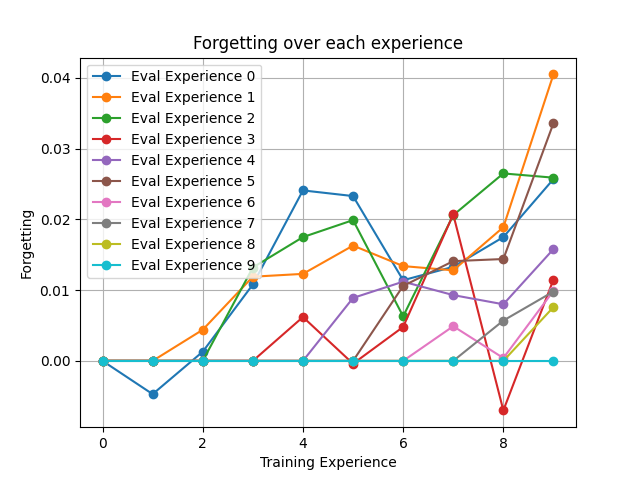 Forgetting over each experience
Eval Experience 0
Eval Experience 1
Eval Experience 2
Eval Experience 3
Eval Experience 4
Eval Experience 5
Eval Experience 6
Eval Experience 7
Eval Experience 8
Eval Experience 9
0.04
0.03
0.02
0.01
0.00
Forgetting
0 2 4 6 8
Training Experience